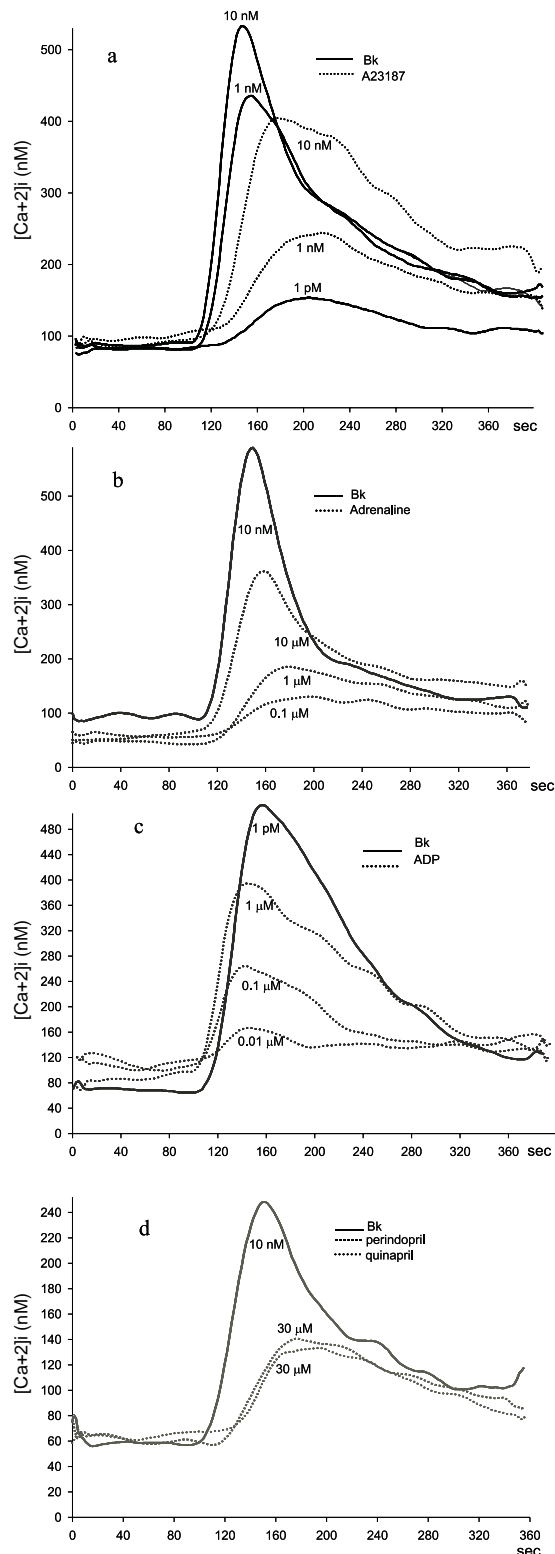 a
10 nM
Bk
A23187
1 nM
10 nM
1 nM
1 pM
[Ca+2]i (nM)
500
400
300
200
100
0
0 40 80 120 160 200 240 280 320 360 sec
b
Bk
Adrenaline
10 nM
10 μM
1 μM
0.1 μM
[Ca+2]i (nM)
500
400
300
200
100
0
0 40 80 120 160 200 240 280 320 360 sec
c
Bk
ADP
1 pM
1 μM
0.1 μM
0.01 μM
[Ca+2]i (nM)
480
440
400
360
320
280
240
200
160
120
80
40
0
0 40 80 120 160 200 240 280 320 360 sec
d
Bk
perindopril
quinapril
10 nM
30 μM
30 μM
[Ca+2]i (nM)
240
220
200
180
160
140
120
100
80
60
40
20
0
0 40 80 120 160 200 240 280 320 360
sec